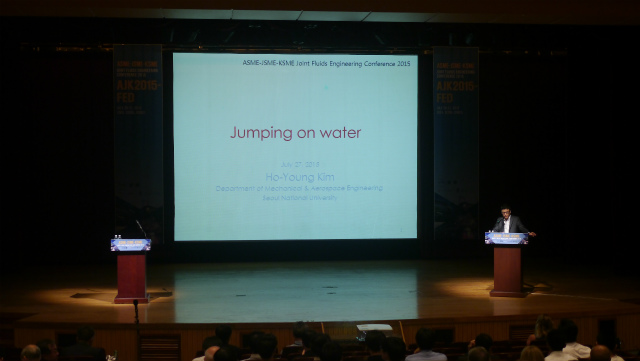 ASME-JSME-KSME Joint Fluids Engineering Conference 2015
Jumping on water
July 27, 2015
Ho-Young Kim
Department of Mechanical & Aerospace Engineering
Seoul National University
AJK2015-
FED
AJK2015-
FED